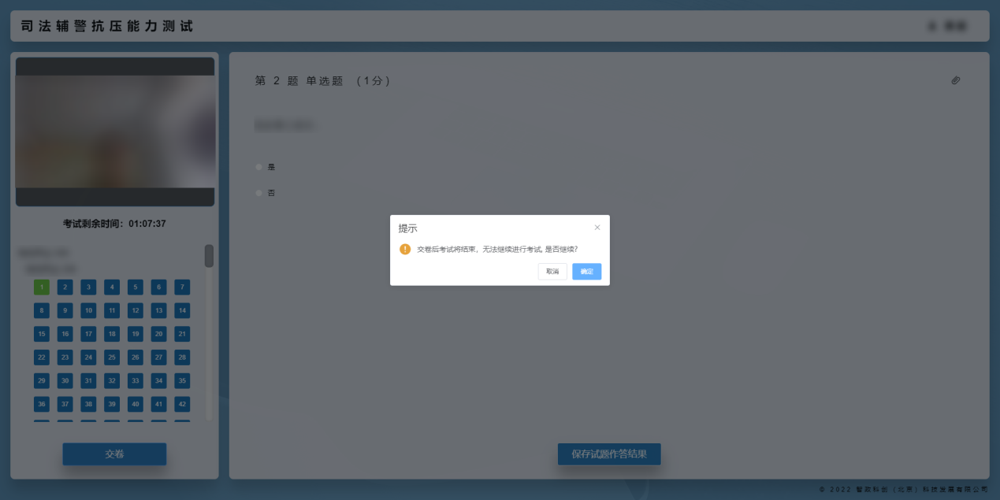 司法辅警抗压能力测试
第 2 题 单选题 (1分)
是
否
考试剩余时间：01:07:37
1 2 3 4 5 6 7
8 9 10 11 12 13 14
15 16 17 18 19 20 21
22 23 24 25 26 27 28
29 30 31 32 33 34 35
36 37 38 39 40 41 42
交卷
保存试题作答结果
提示
交卷后考试将结束，无法继续进行考试, 是否继续?
取消 确定
© 2022 智政科创（北京）科技发展有限公司